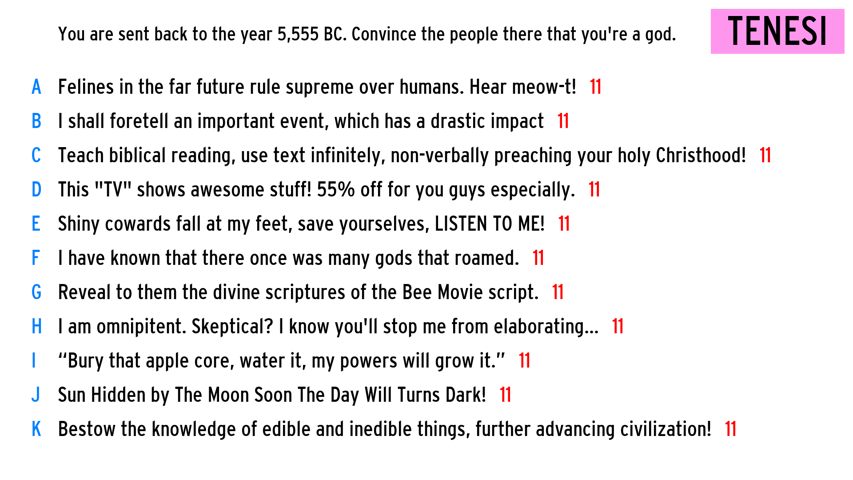 You are sent back to the year 5,555 BC. Convince the people there that you're a god.
TENESI
A Felines in the far future rule supreme over humans. Hear meow-t! 11
B I shall foretell an important event, which has a drastic impact 11
C Teach biblical reading, use text infinitely, non-verbally preaching your holy Christhood! 11
D This "TV" shows awesome stuff! 55% off for you guys especially. 11
E Shiny cowards fall at my feet, save yourselves, LISTEN TO ME! 11
F I have known that there once was many gods that roamed. 11
G Reveal to them the divine scriptures of the Bee Movie script. 11
H I am omnipitent. Skeptical? I know you'll stop me from elaborating... 11
I “Bury that apple core, water it, my powers will grow it.” 11
J Sun Hidden by The Moon Soon The Day Will Turns Dark! 11
K Bestow the knowledge of edible and inedible things, further advancing civilization! 11